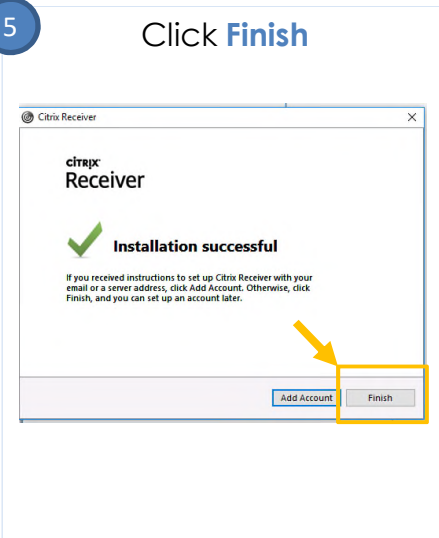 5
Click Finish
Citrix Receiver
CITRIX
Receiver
Installation successful
If you received instructions to set up Citrix Receiver with your
email or a server address, click Add Account. Otherwise, click
Finish, and you can set up an account later.
Add Account
Finish